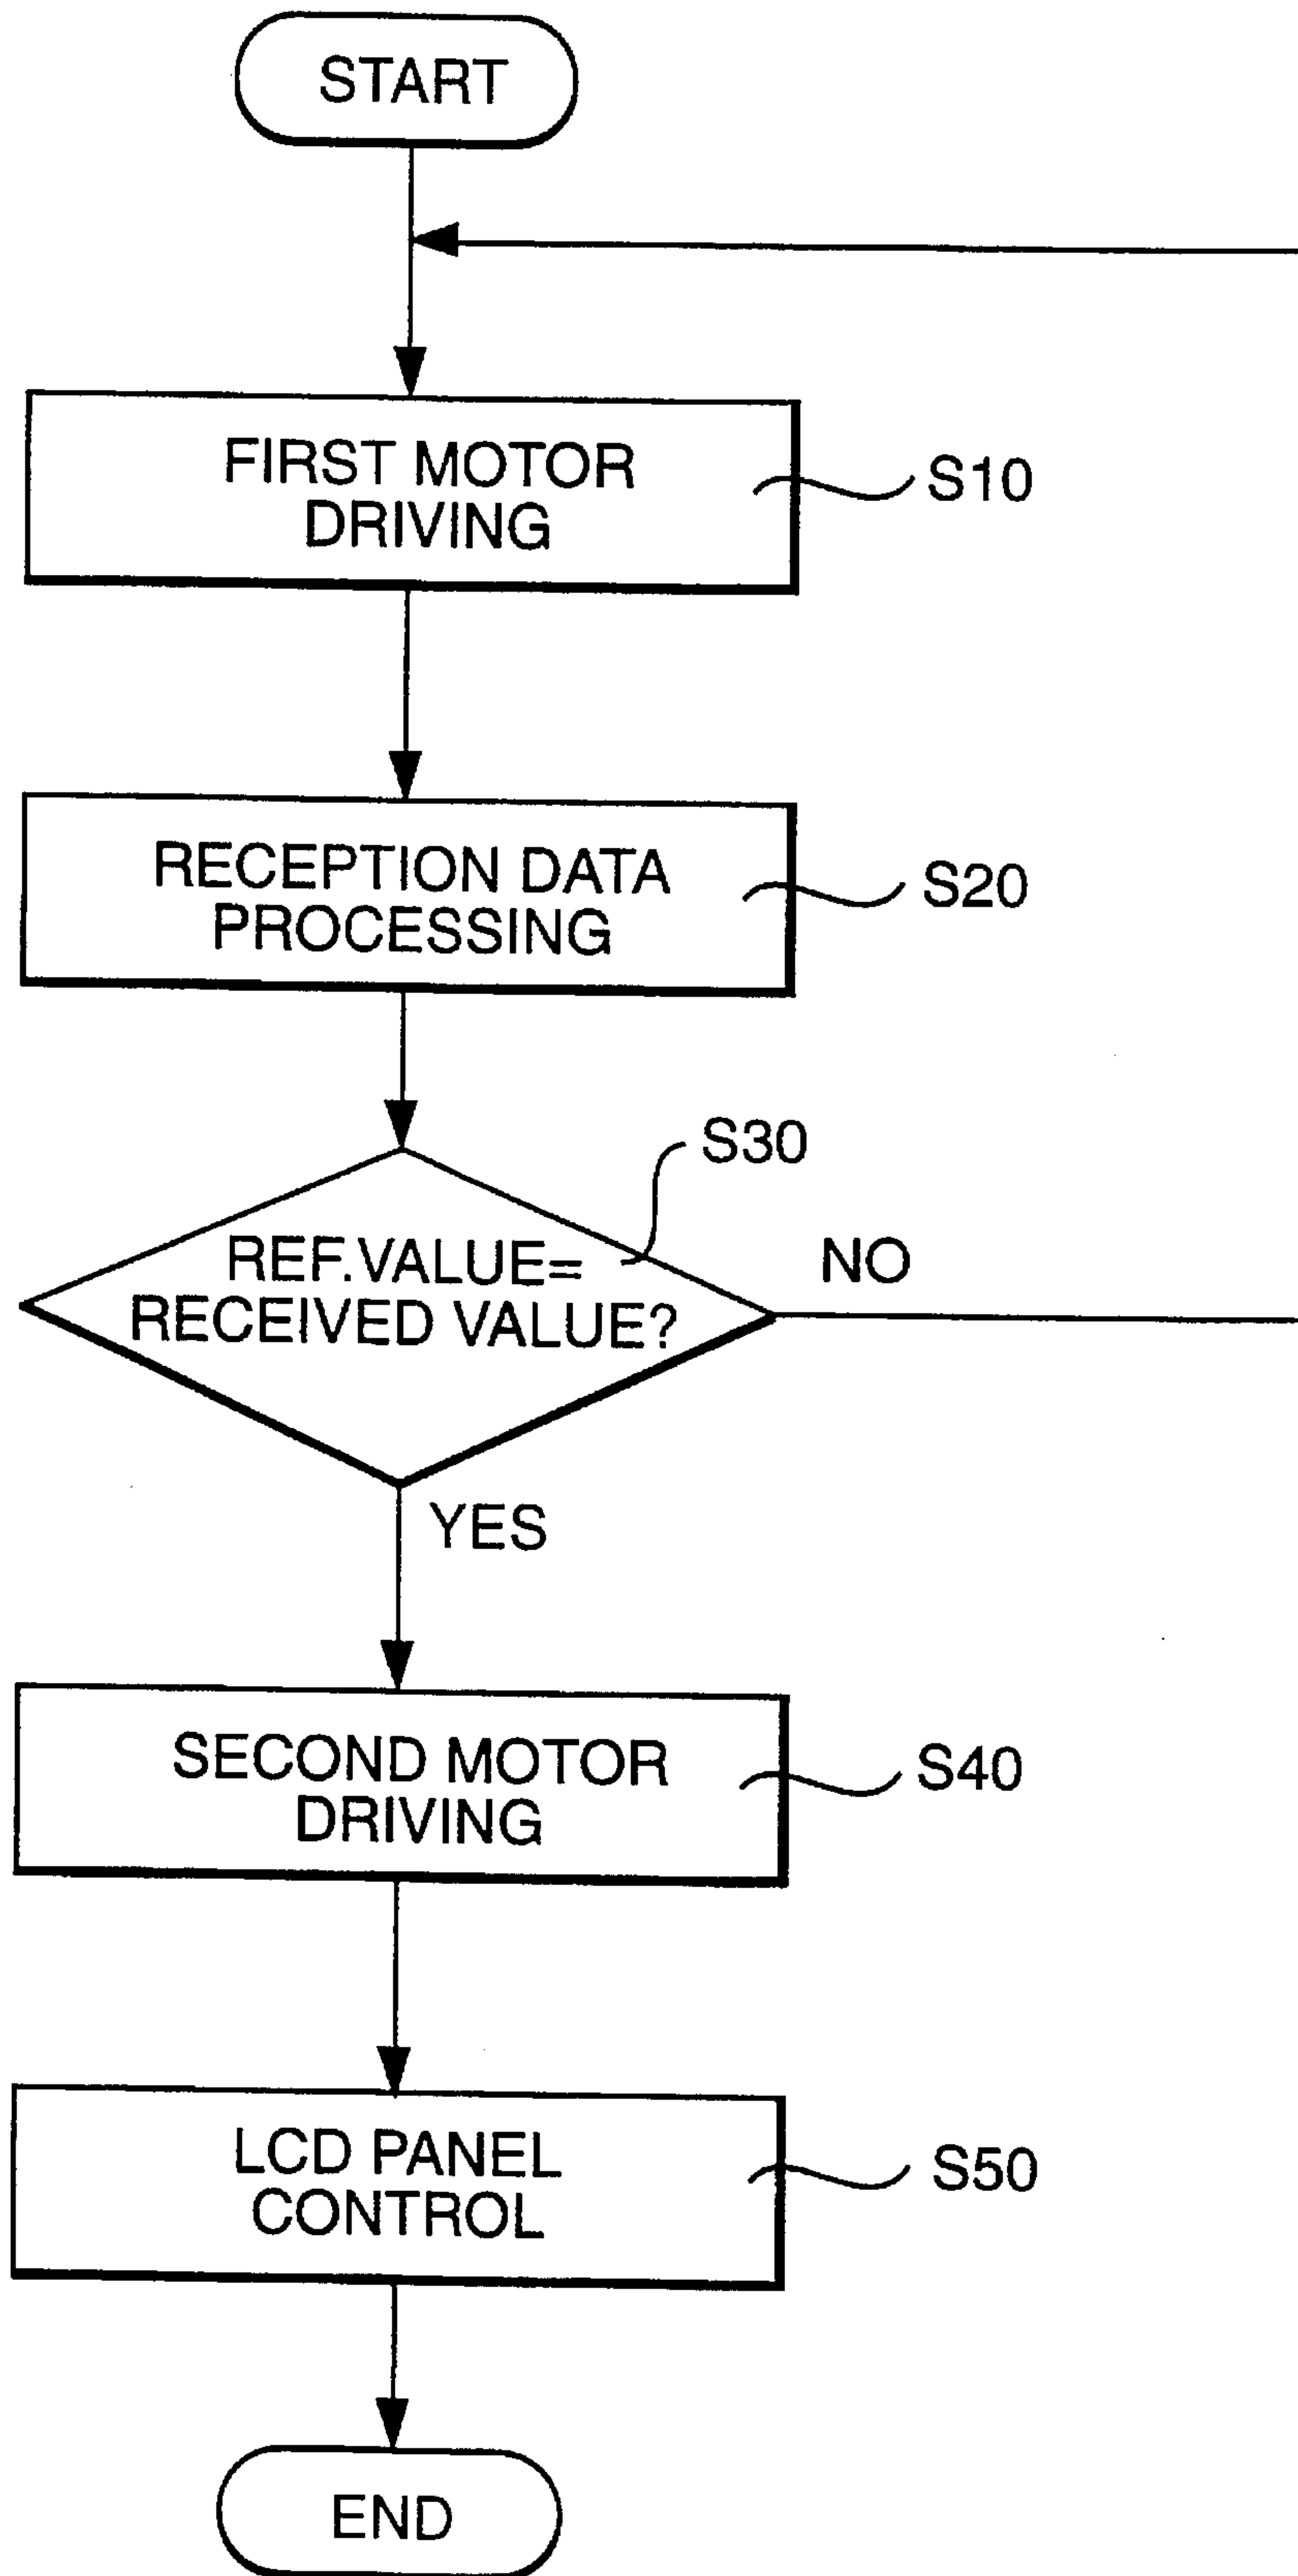 START
FIRST MOTOR
DRIVING
S10
RECEPTION DATA
PROCESSING
S20
S30
REF.VALUE=
RECEIVED VALUE?
NO
YES
SECOND MOTOR
DRIVING
S40
LCD PANEL
CONTROL
S50
END